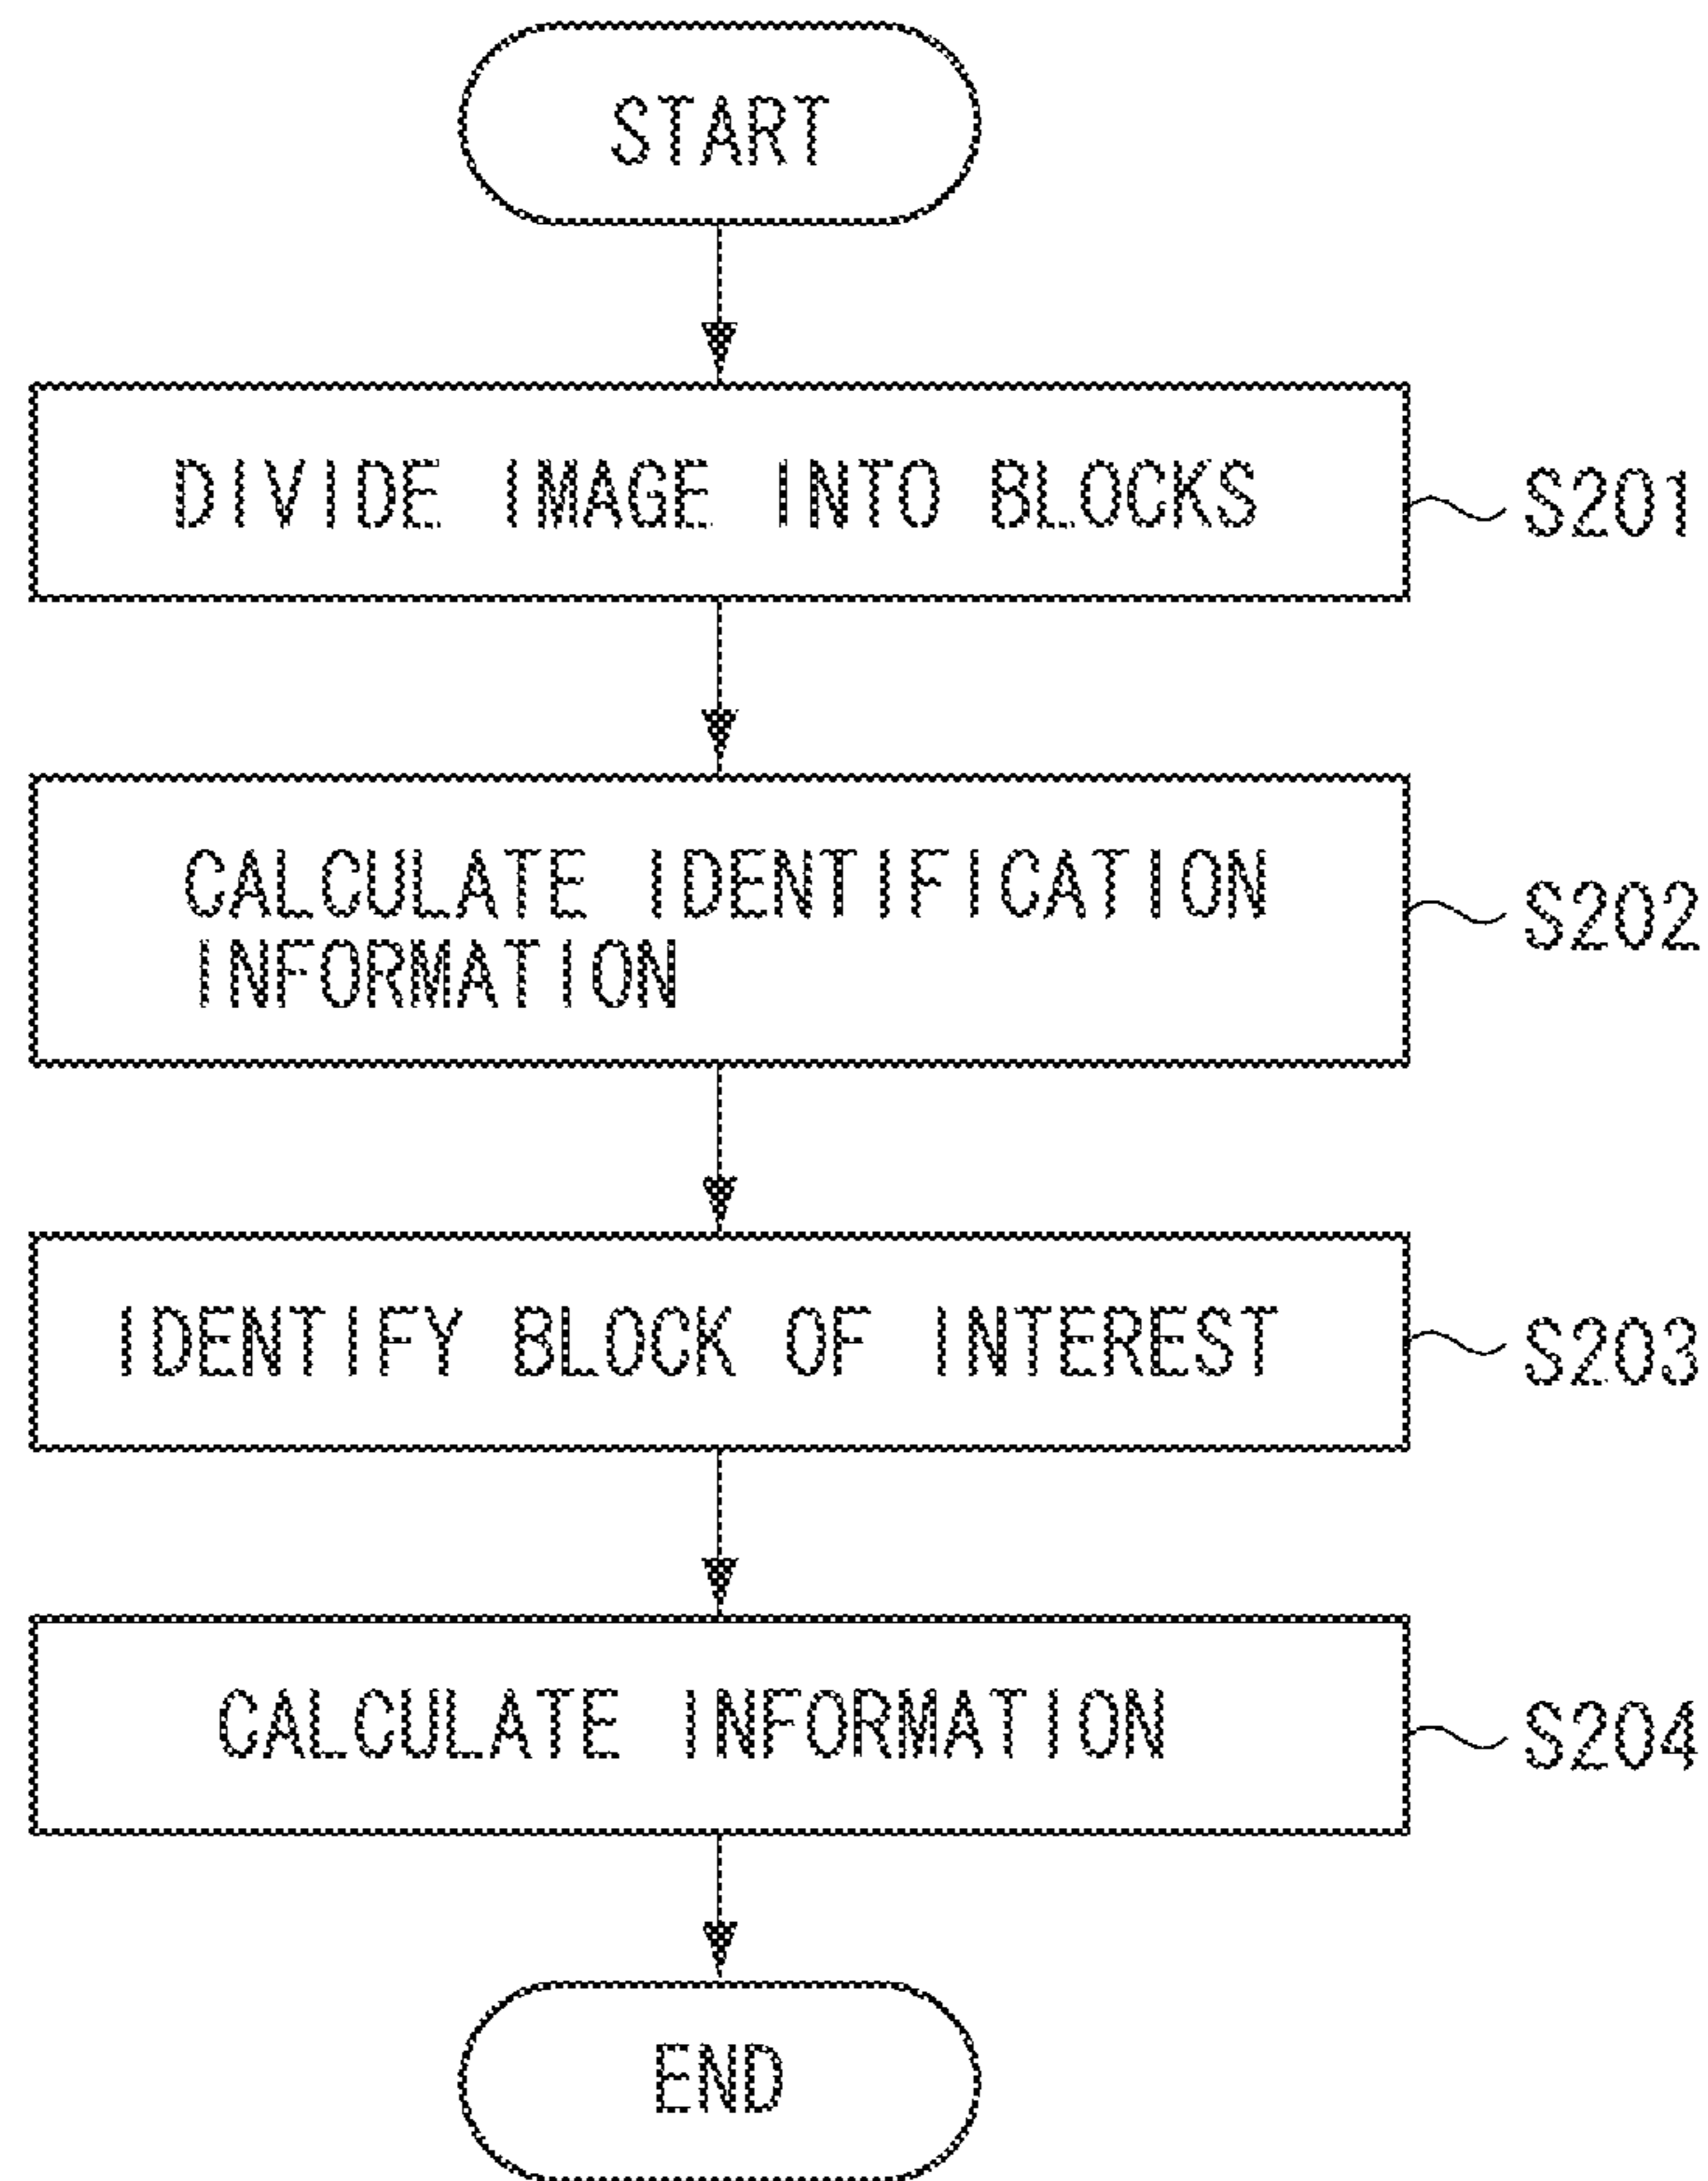 START
DIVIDE IMAGE INTO BLOCKS
S201
CALCULATE IDENTIFICATION
INFORMATION
S202
IDENTIFY BLOCK OF INTEREST
S203
CALCULATE INFORMATION
S204
END